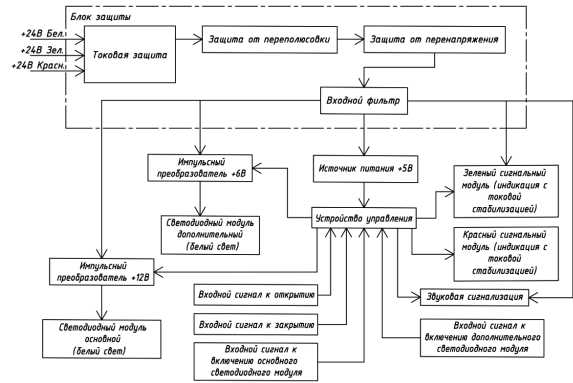 Блок защиты
+24В Бел.
+24В Зел.
+24В Красн.
Токовая защита
Защита от переполюсовки
Защита от перенапряжения
Входной фильтр
Импульсный
преобразователь +6В
Источник питания +5В
Зеленый сигнальный
модуль (индикация с
токовой
стабилизацией)
Светодиодный модуль
дополнительный
(белый свет)
Устройство управления
Красный сигнальный
модуль (индикация с
токовой
стабилизацией)
Импульсный
преобразователь +12В
Входной сигнал к открытию
Звуковая сигнализация
Светодиодный модуль
основной
(белый свет)
Входной сигнал к закрытию
Входной сигнал к
включению основного
светодиодного модуля
Входной сигнал к
включению дополнительного
светодиодного модуля